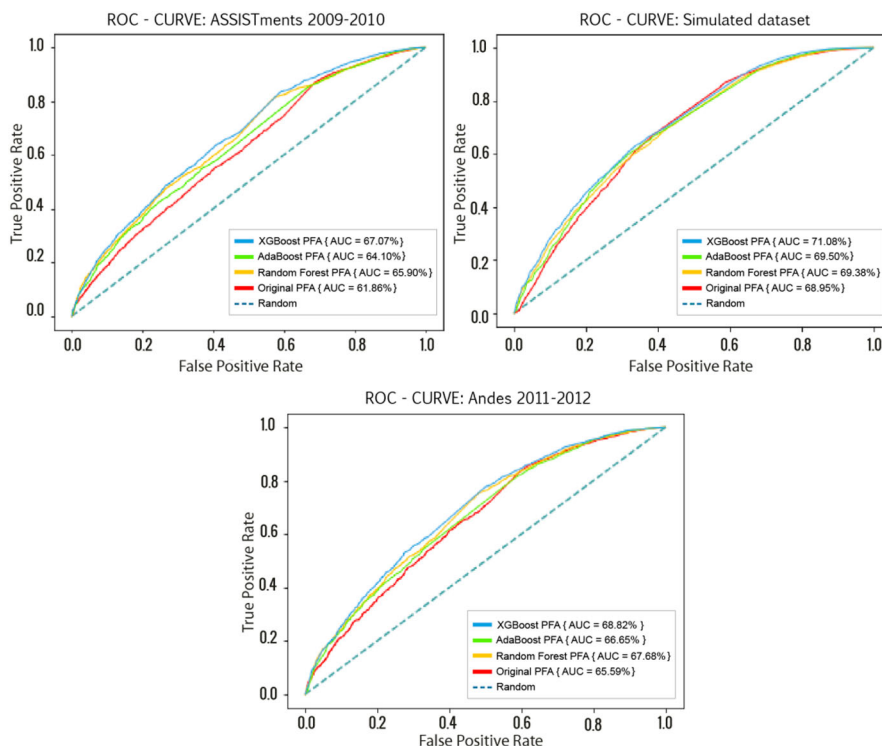 ROC - CURVE: ASSISTments 2009-2010
True Positive Rate
1.0
0.8
0.6
0.4
0.2
0.0
XGBoost PFA { AUC = 67.07%}
AdaBoost PFA { AUC = 64.10%}
Random Forest PFA { AUC = 65.90%}
Original PFA { AUC = 61.86%}
Random
0.0 0.2 0.4 0.6 0.8 1.0
False Positive Rate
ROC - CURVE: Simulated dataset
True Positive Rate
1.0
0.8
0.6
0.4
0.2
0.0
XGBoost PFA { AUC = 71.08%}
AdaBoost PFA { AUC = 69.50%}
Random Forest PFA { AUC = 69.38%}
Original PFA { AUC = 68.95%}
Random
0.0 0.2 0.4 0.6 0.8 1.0
False Positive Rate
ROC - CURVE: Andes 2011-2012
True Positive Rate
1.0
0.8
0.6
0.4
0.2
0.0
XGBoost PFA { AUC = 68.82%}
AdaBoost PFA { AUC = 66.65% }
Random Forest PFA { AUC = 67.68%}
Original PFA { AUC = 65.59%}
Random
0.0 0.2 0.4 0.6 0.8 1.0
False Positive Rate